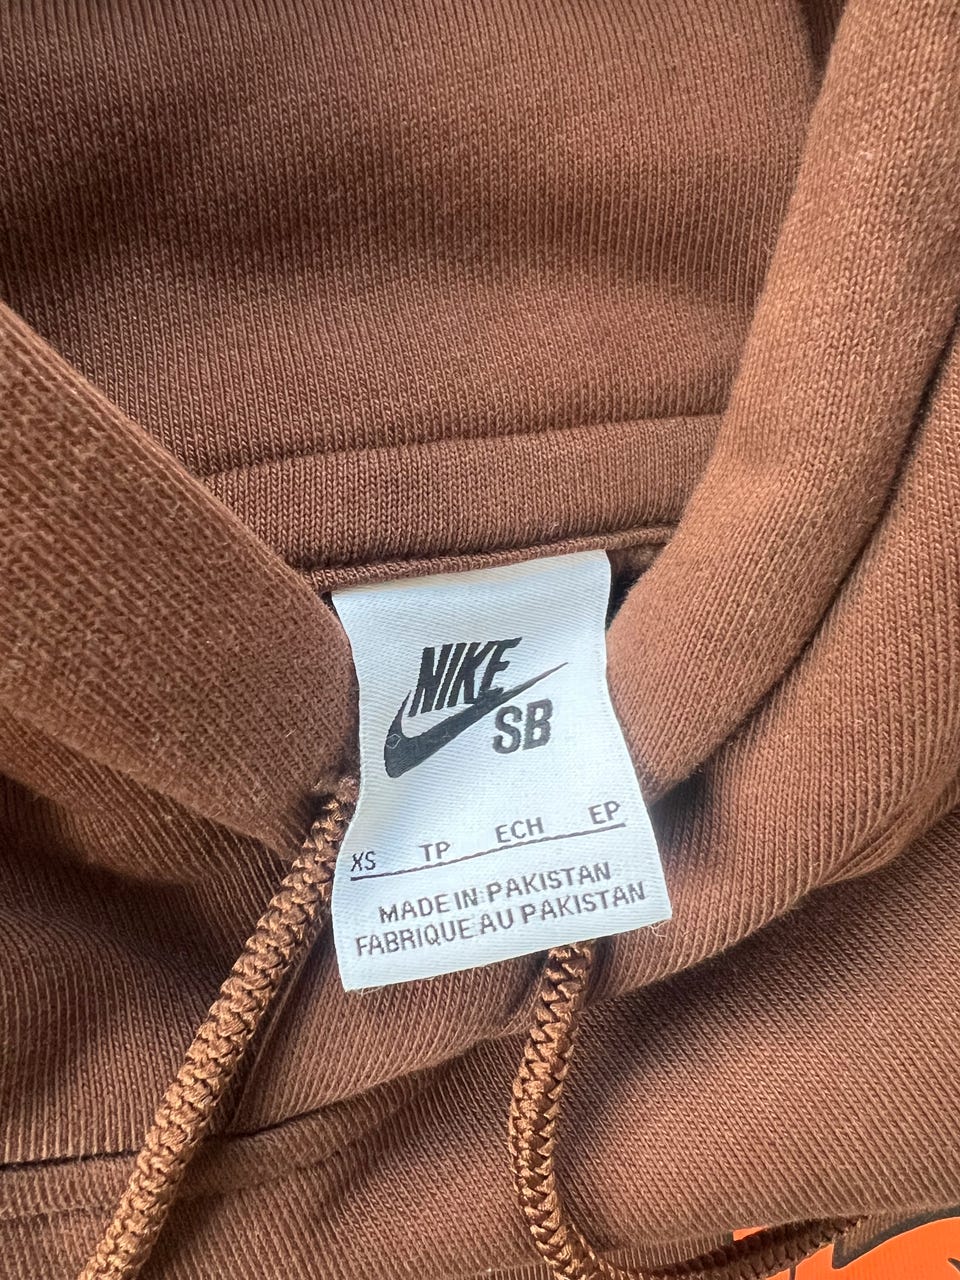 NIKE
SB
XS TP ECH EP
MADE IN PAKISTAN
FABRIQUE AU PAKISTAN